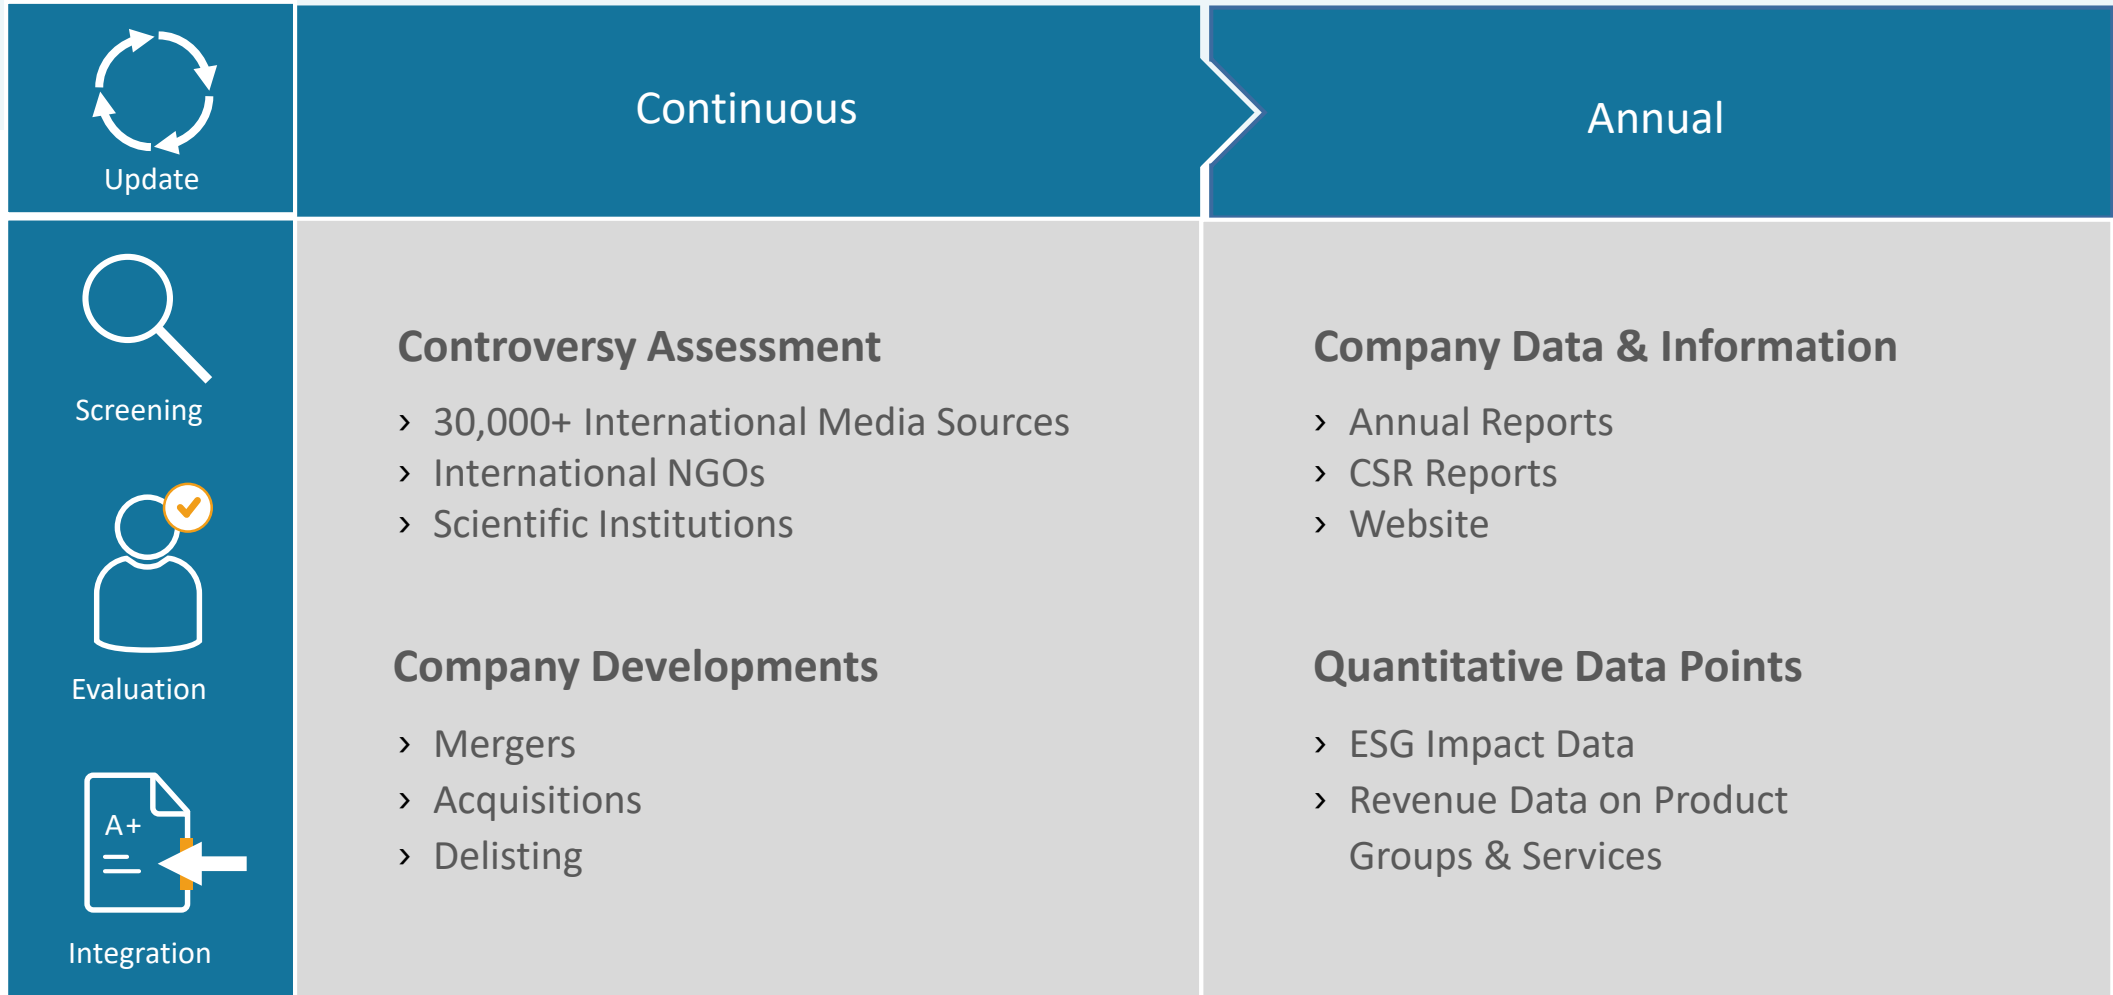 Update
Continuous
Annual
Screening
Evaluation
A+
Integration
Controversy Assessment
› 30,000+ International Media Sources
› International NGOs
› Scientific Institutions
Company Developments
› Mergers
› Acquisitions
› Delisting
Company Data & Information
› Annual Reports
› CSR Reports
› Website
Quantitative Data Points
› ESG Impact Data
› Revenue Data on Product
Groups & Services